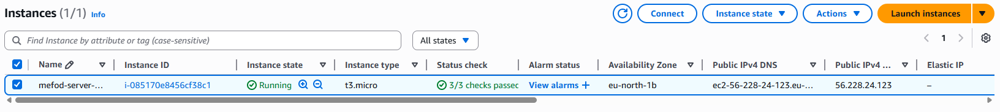 Instances (1/1) Info Connect Instance state Actions Launch instances
Find Instance by attribute or tag (case-sensitive) All states 1
Name Instance ID Instance state Instance type Status check Alarm status Availability Zone Public IPv4 DNS Public IPv4 ... Elastic IP
mefod-server-... i-085170e8456cf38c1 Running t3.micro 3/3 checks passed View alarms + eu-north-1b ec2-56-228-24-123.eu-... 56.228.24.123 –